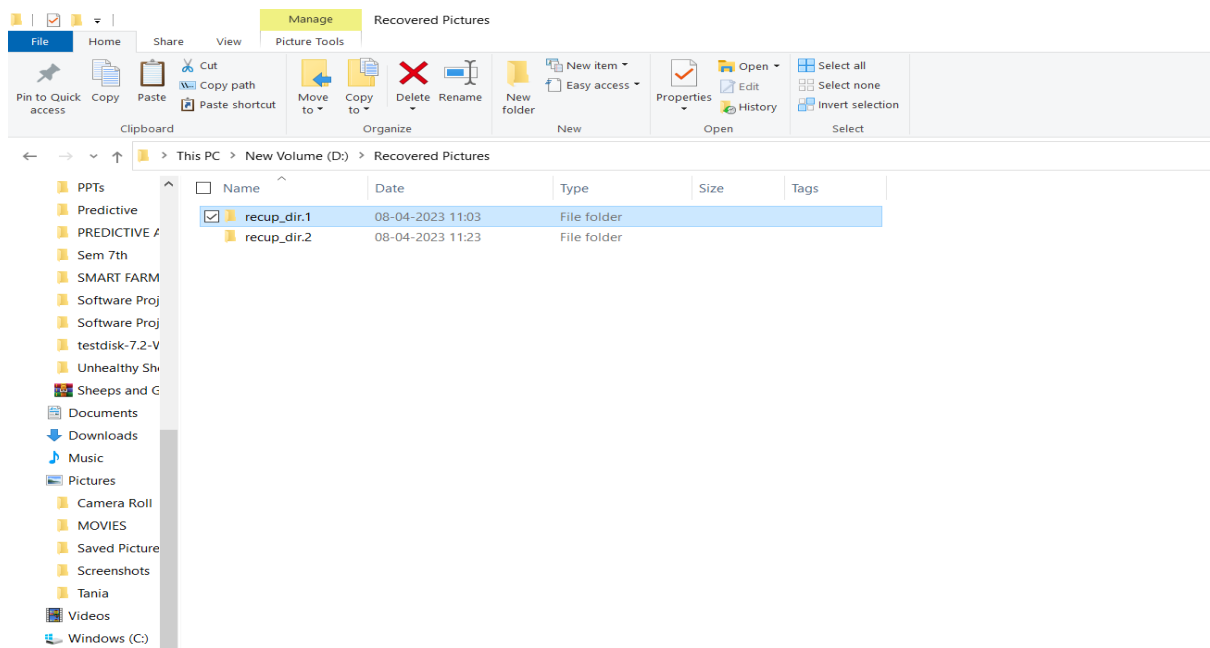 Manage
Recovered Pictures
File
Home
Share
View
Picture Tools
Pin to Quick access
Copy
Paste
Cut
Copy path
Paste shortcut
Clipboard
Move to
Copy to
Delete
Rename
Organize
New folder
New item
Easy access
New
Properties
Open
Edit
History
Open
Select all
Select none
Invert selection
Select
This PC > New Volume (D:) > Recovered Pictures
Name Date Type Size Tags
recup_dir.1 08-04-2023 11:03 File folder
recup_dir.2 08-04-2023 11:23 File folder
PPTs
Predictive
PREDICTIVE A
Sem 7th
SMART FARM
Software Proj
Software Proj
testdisk-7.2-W
Unhealthy She
Sheeps and G
Documents
Downloads
Music
Pictures
Camera Roll
MOVIES
Saved Picture
Screenshots
Tania
Videos
Windows (C:)